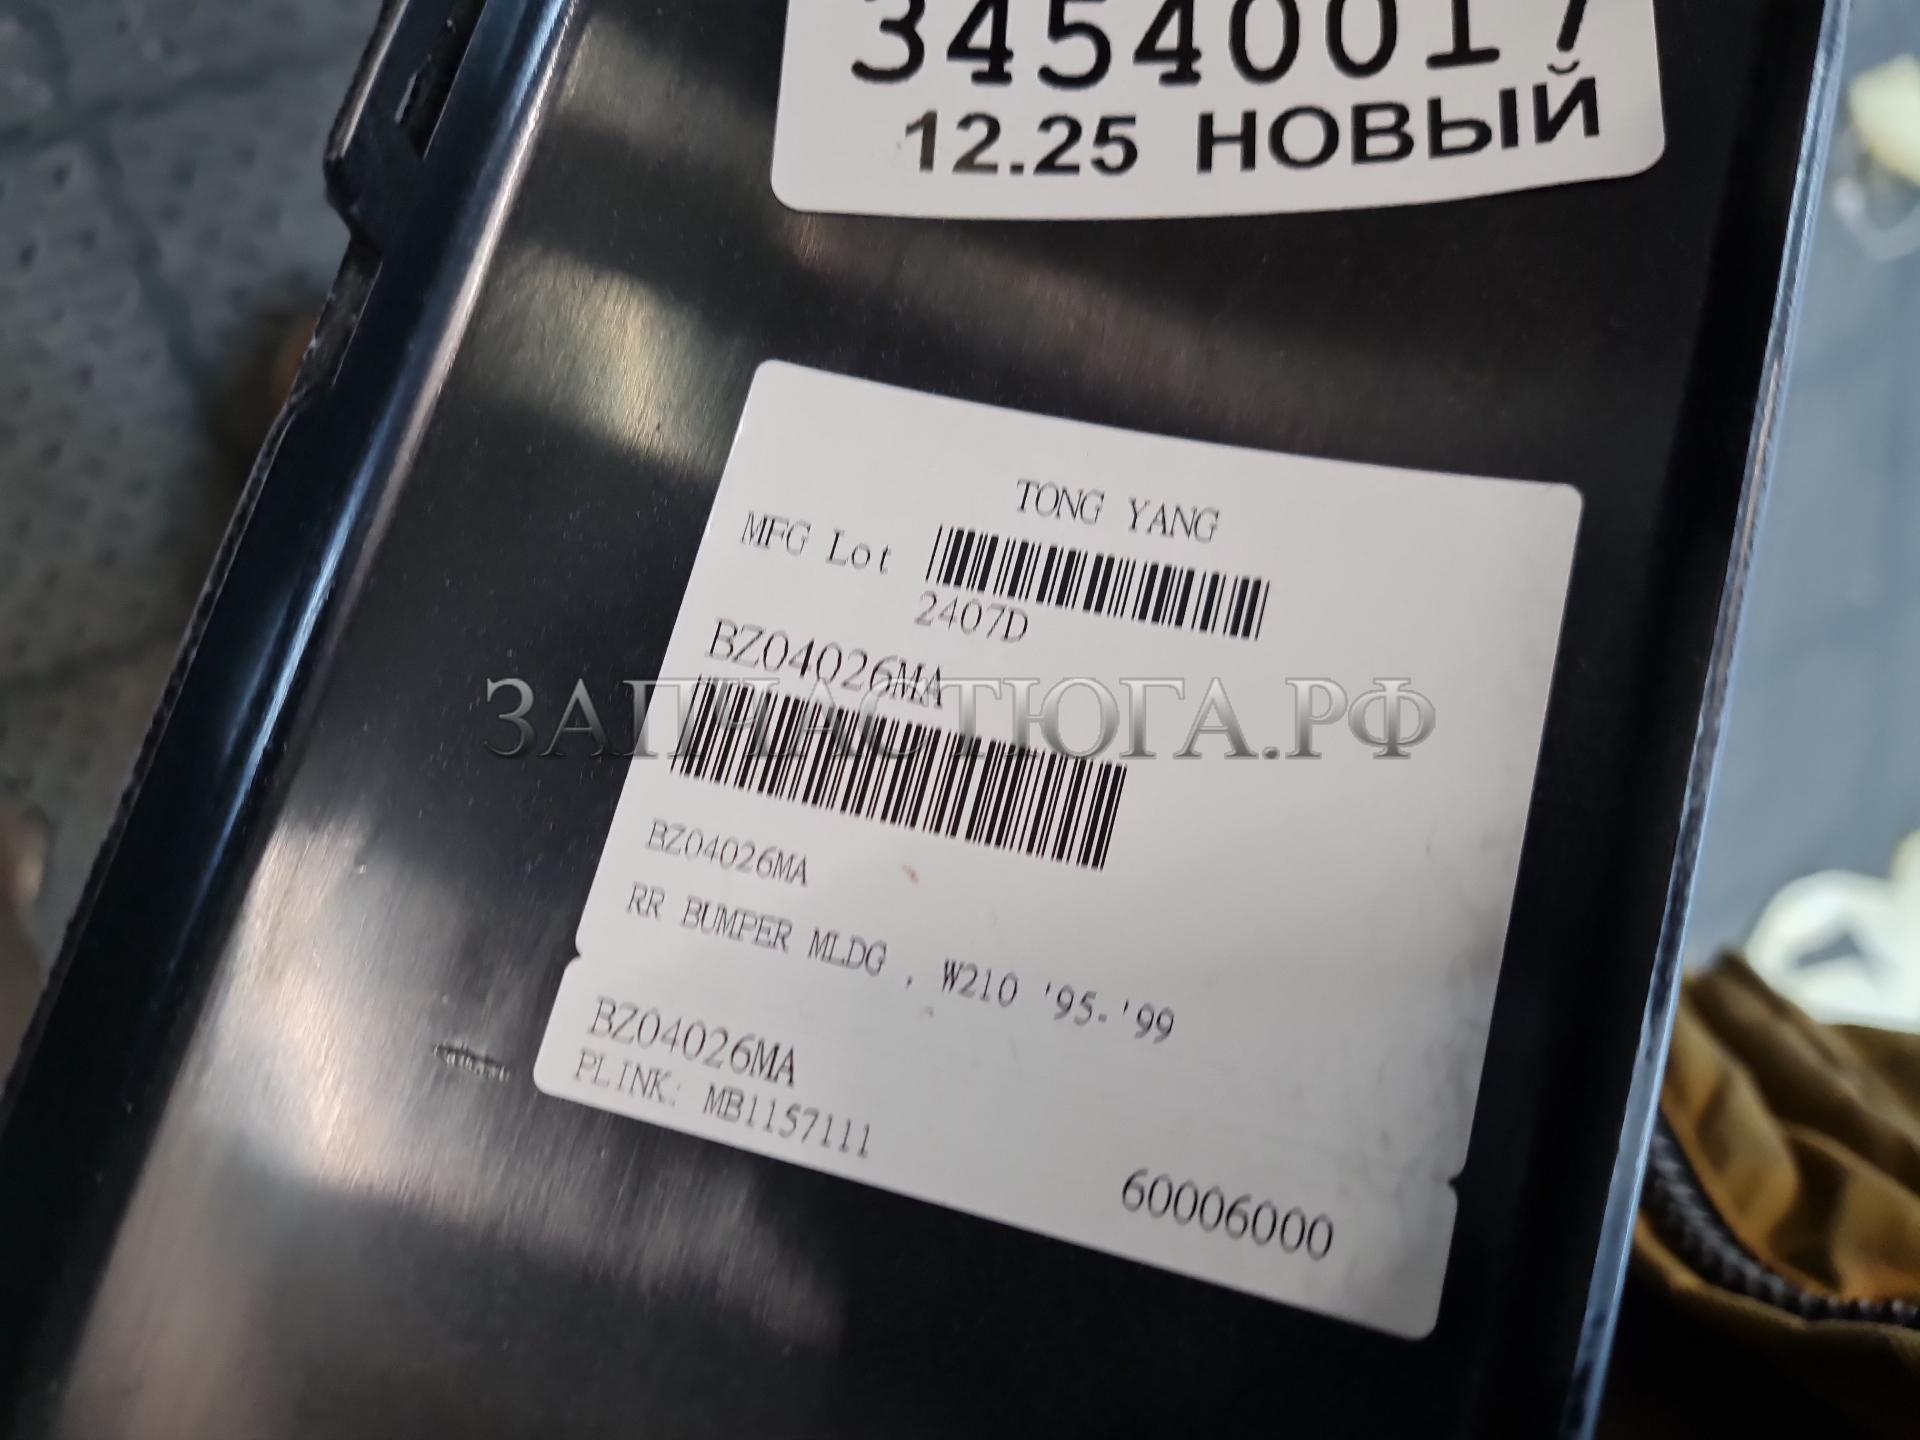 34540017
12.25 НОВЫЙ
TONG YANG
MFG Lot
2407D
BZ04026MA
ЗАПЧАСТЮГА.РФ
BZ04026MA
RR BUMPER MLDG , W210 '95-'99
BZ04026MA
PLINK: MB1157111
60006000